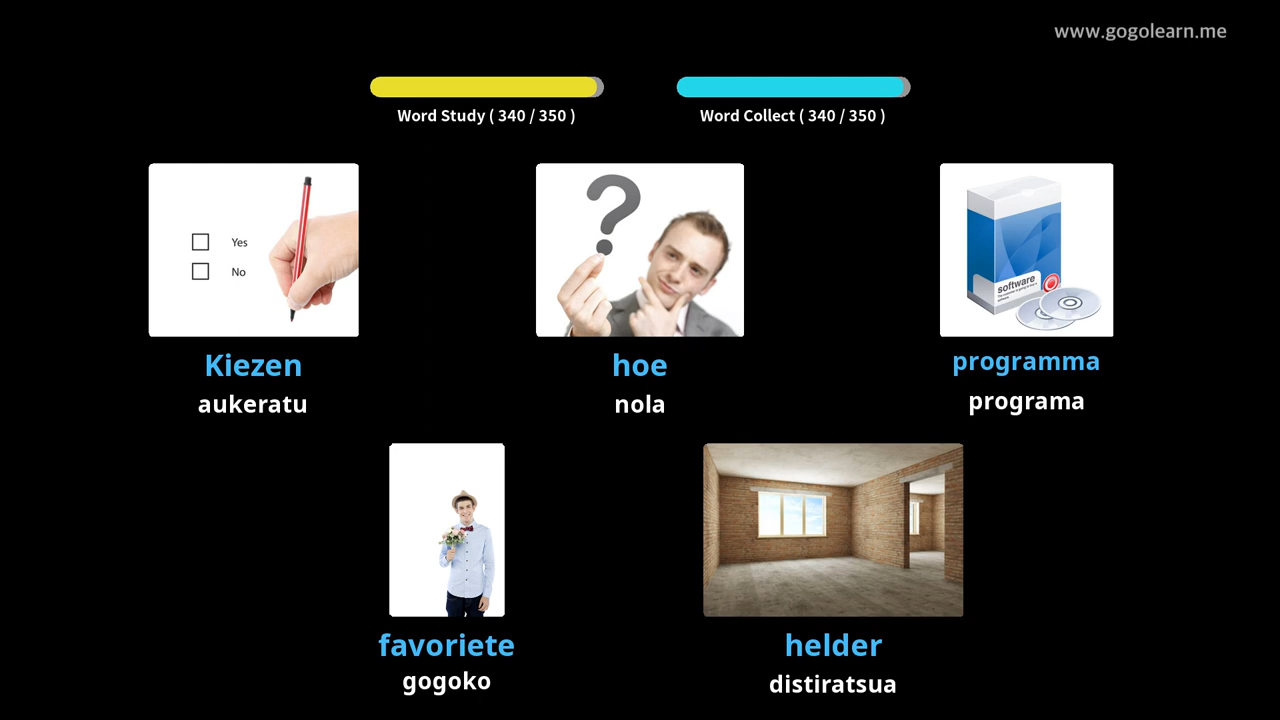 www.gogolearn.me
Word Study ( 340 / 350 )
Word Collect ( 340 / 350 )
Yes
No
software
Kiezen
aukeratu
hoe
nola
programma
programa
favoriete
gogoko
helder
distiratsua